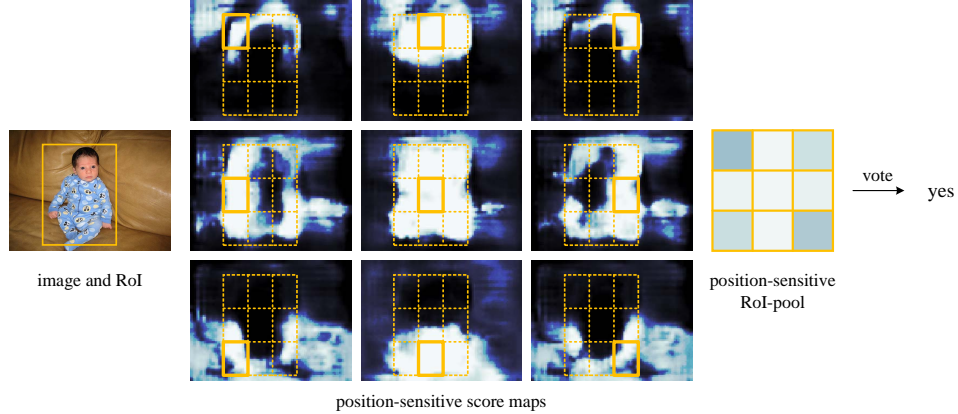 image and RoI
position-sensitive score maps
position-sensitive
RoI-pool
vote
yes